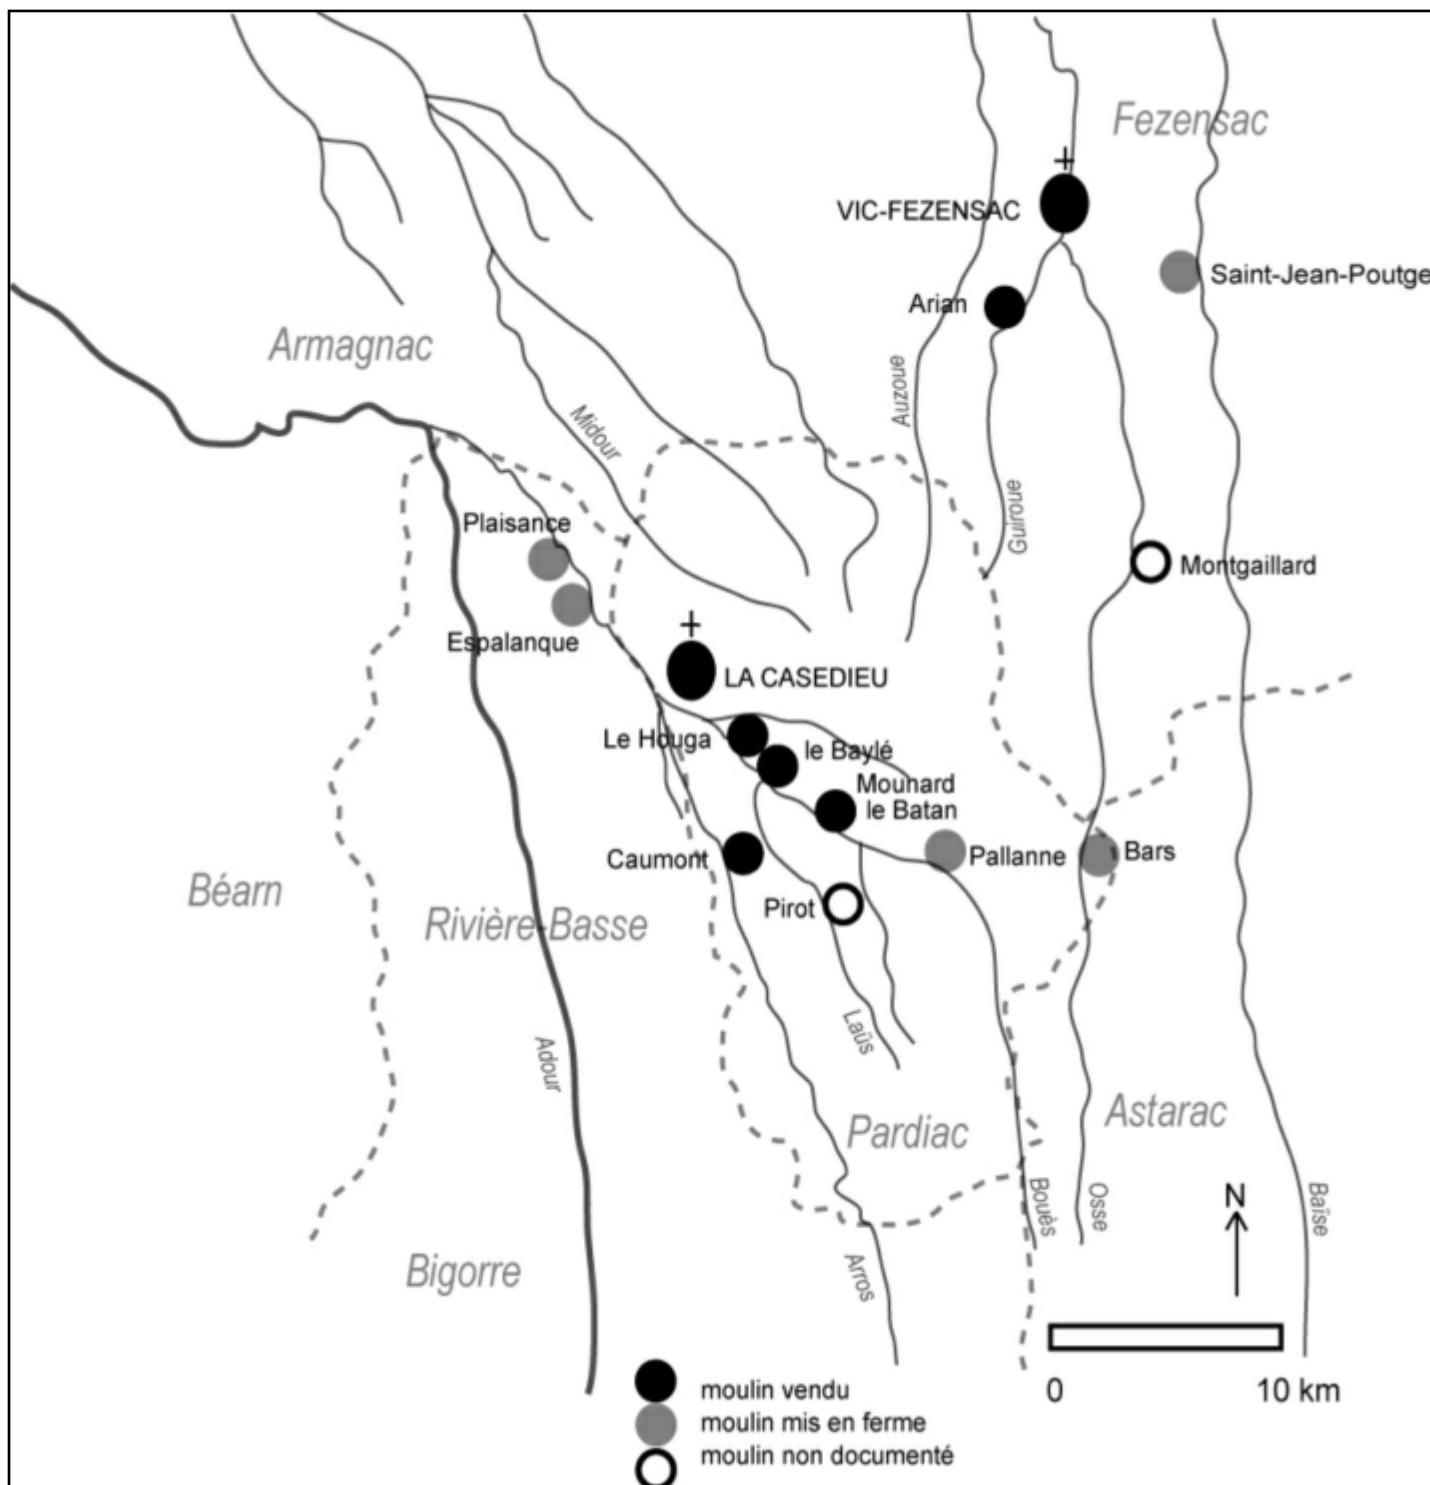 Fezensac
VIC-FEZENSAC
Saint-Jean-Poutge
Arian
Armagnac
Auzoue
Midour
Guiroue
Plaisance
Montgaillard
Espalanque
LA CASEDIEU
Le Houga
le Baylé
Mounard
le Batan
Caumont
Pallanne
Bars
Béarn
Pirot
Rivière-Basse
Laüs
Adour
Pardiac
Astarac
Bouès
Osse
N
Baïse
Bigorre
Arros
0 10 km
moulin vendu
moulin mis en ferme
moulin non documenté